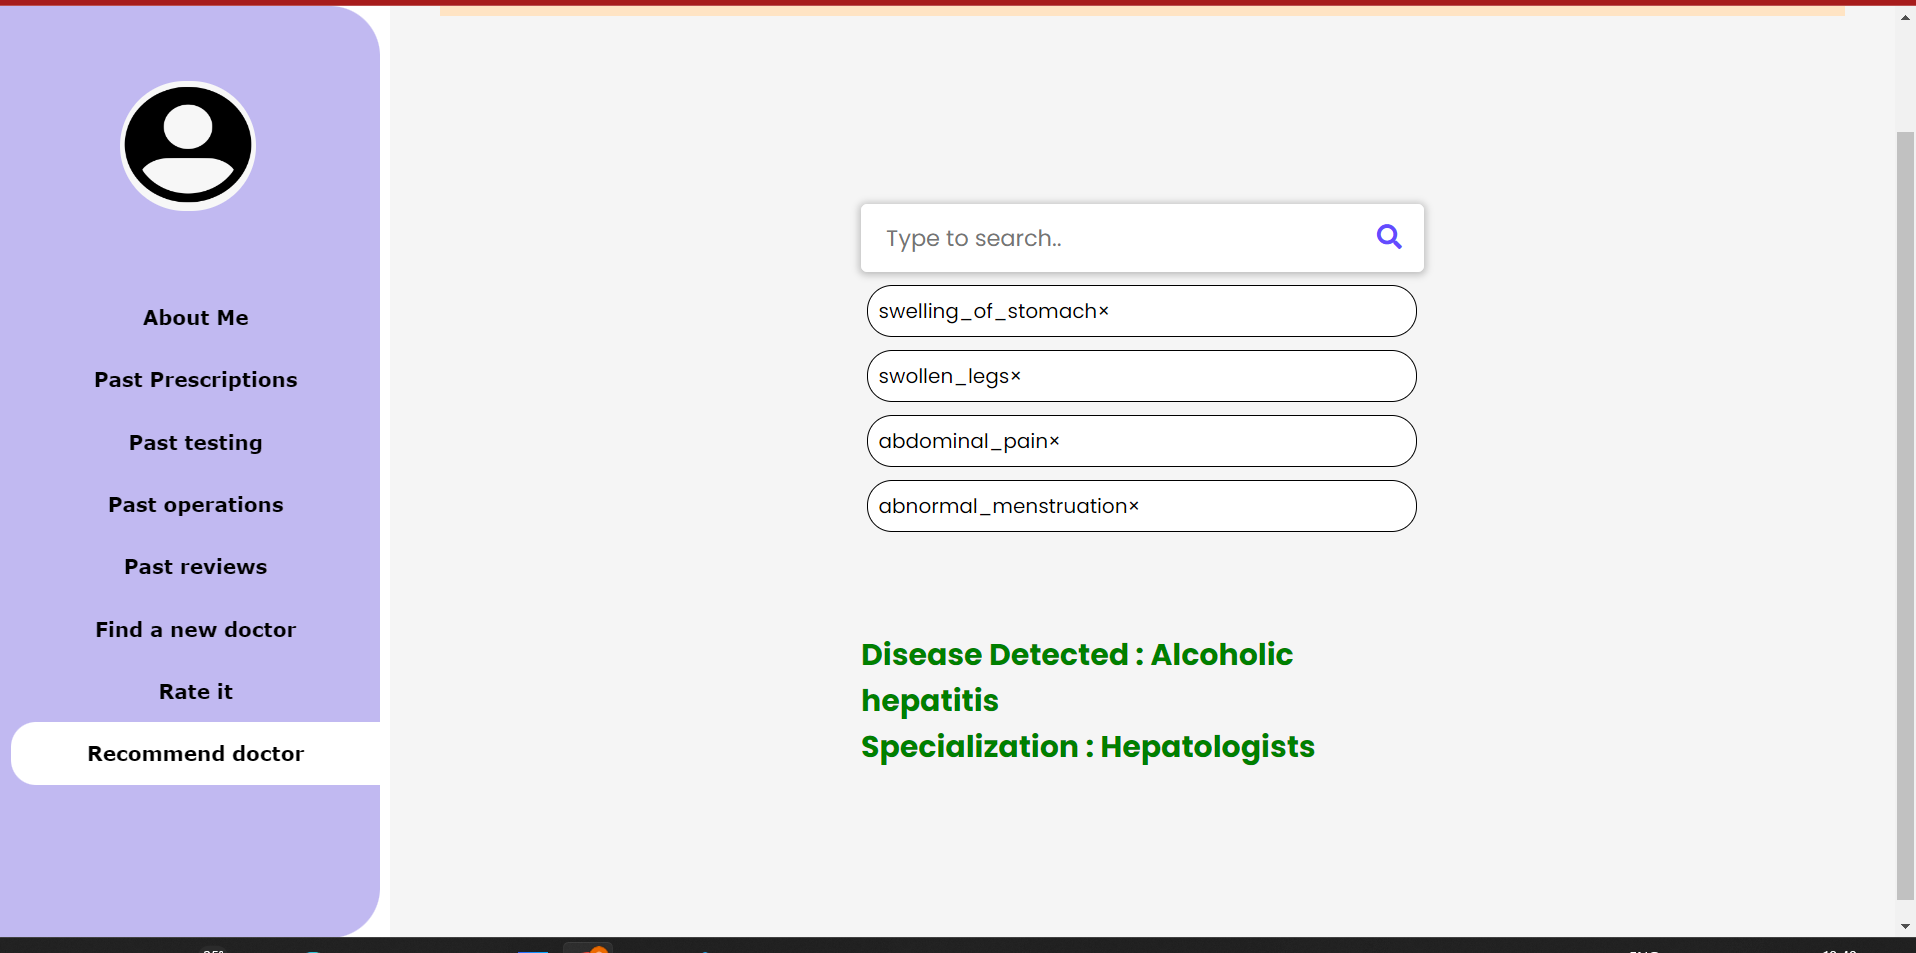 About Me
Past Prescriptions
Past testing
Past operations
Past reviews
Find a new doctor
Rate it
Recommend doctor
Type to search..
swelling_of_stomach×
swollen_legs×
abdominal_pain×
abnormal_menstruation×
Disease Detected : Alcoholic
hepatitis
Specialization : Hepatologists